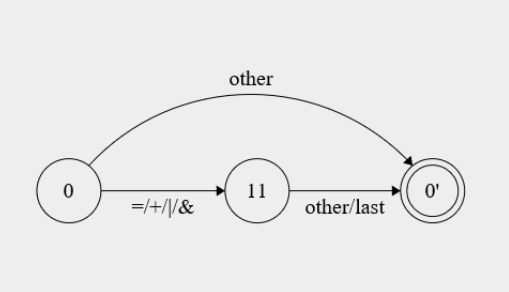 other
0
11
0'
=/+/|/&
other/last